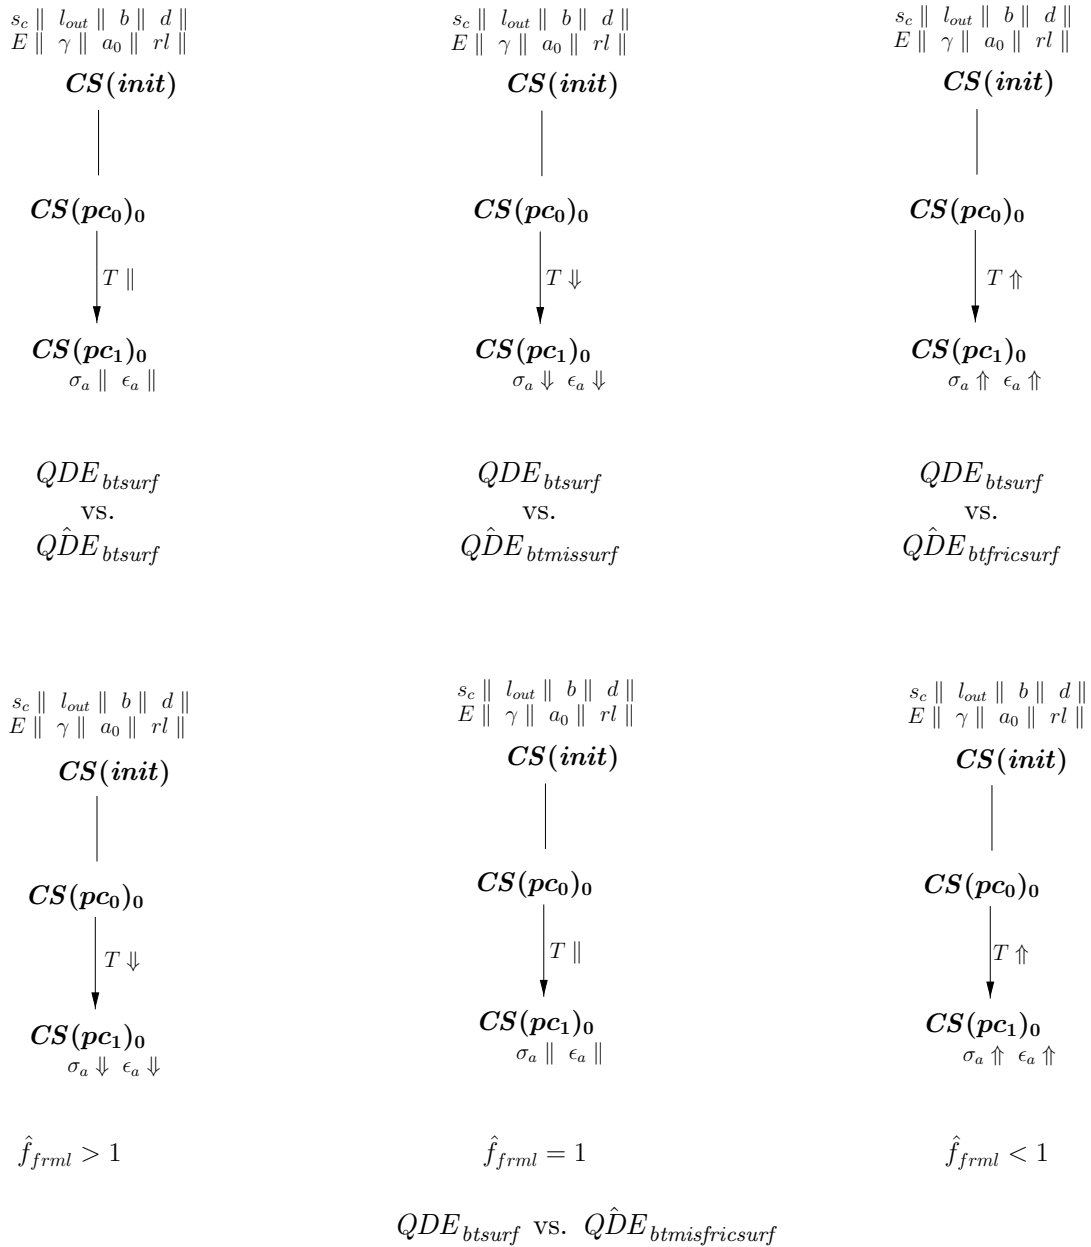 s_c ∥ l_out ∥ b ∥ d ∥
E ∥ γ ∥ a_0 ∥ rl ∥
CS(init)
CS(pc_0)_0
T ∥
CS(pc_1)_0
σ_a ∥ ϵ_a ∥
QDE_btsurf
vs.
QD̂E_btsurf
s_c ∥ l_out ∥ b ∥ d ∥
E ∥ γ ∥ a_0 ∥ rl ∥
CS(init)
CS(pc_0)_0
T ⇓
CS(pc_1)_0
σ_a ⇓ ϵ_a ⇓
QDE_btsurf
vs.
QD̂E_btmissurf
s_c ∥ l_out ∥ b ∥ d ∥
E ∥ γ ∥ a_0 ∥ rl ∥
CS(init)
CS(pc_0)_0
T ⇑
CS(pc_1)_0
σ_a ⇑ ϵ_a ⇑
QDE_btsurf
vs.
QD̂E_btfricsurf
s_c ∥ l_out ∥ b ∥ d ∥
E ∥ γ ∥ a_0 ∥ rl ∥
CS(init)
CS(pc_0)_0
T ⇓
CS(pc_1)_0
σ_a ⇓ ϵ_a ⇓
f̂_frml > 1
s_c ∥ l_out ∥ b ∥ d ∥
E ∥ γ ∥ a_0 ∥ rl ∥
CS(init)
CS(pc_0)_0
T ∥
CS(pc_1)_0
σ_a ∥ ϵ_a ∥
f̂_frml = 1
s_c ∥ l_out ∥ b ∥ d ∥
E ∥ γ ∥ a_0 ∥ rl ∥
CS(init)
CS(pc_0)_0
T ⇑
CS(pc_1)_0
σ_a ⇑ ϵ_a ⇑
f̂_frml < 1
QDE_btsurf vs. QD̂E_btmisfricsurf